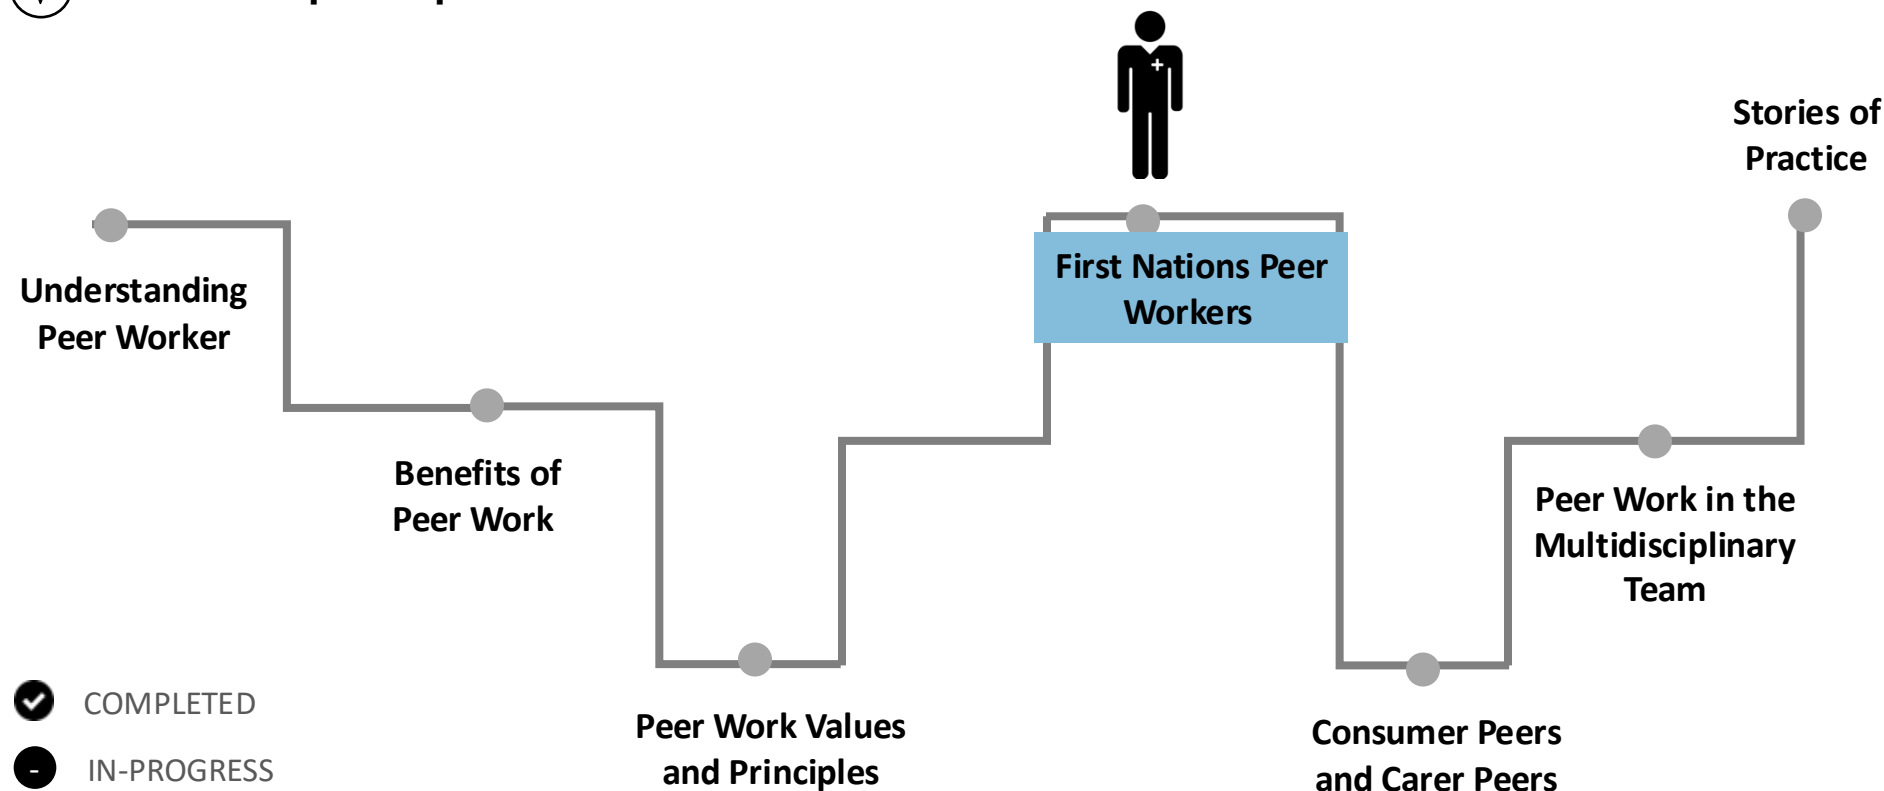 Understanding
Peer Worker
Benefits of
Peer Work
Peer Work Values
and Principles
First Nations Peer
Workers
Consumer Peers
and Carer Peers
Peer Work in the
Multidisciplinary
Team
Stories of
Practice
COMPLETED
- IN-PROGRESS